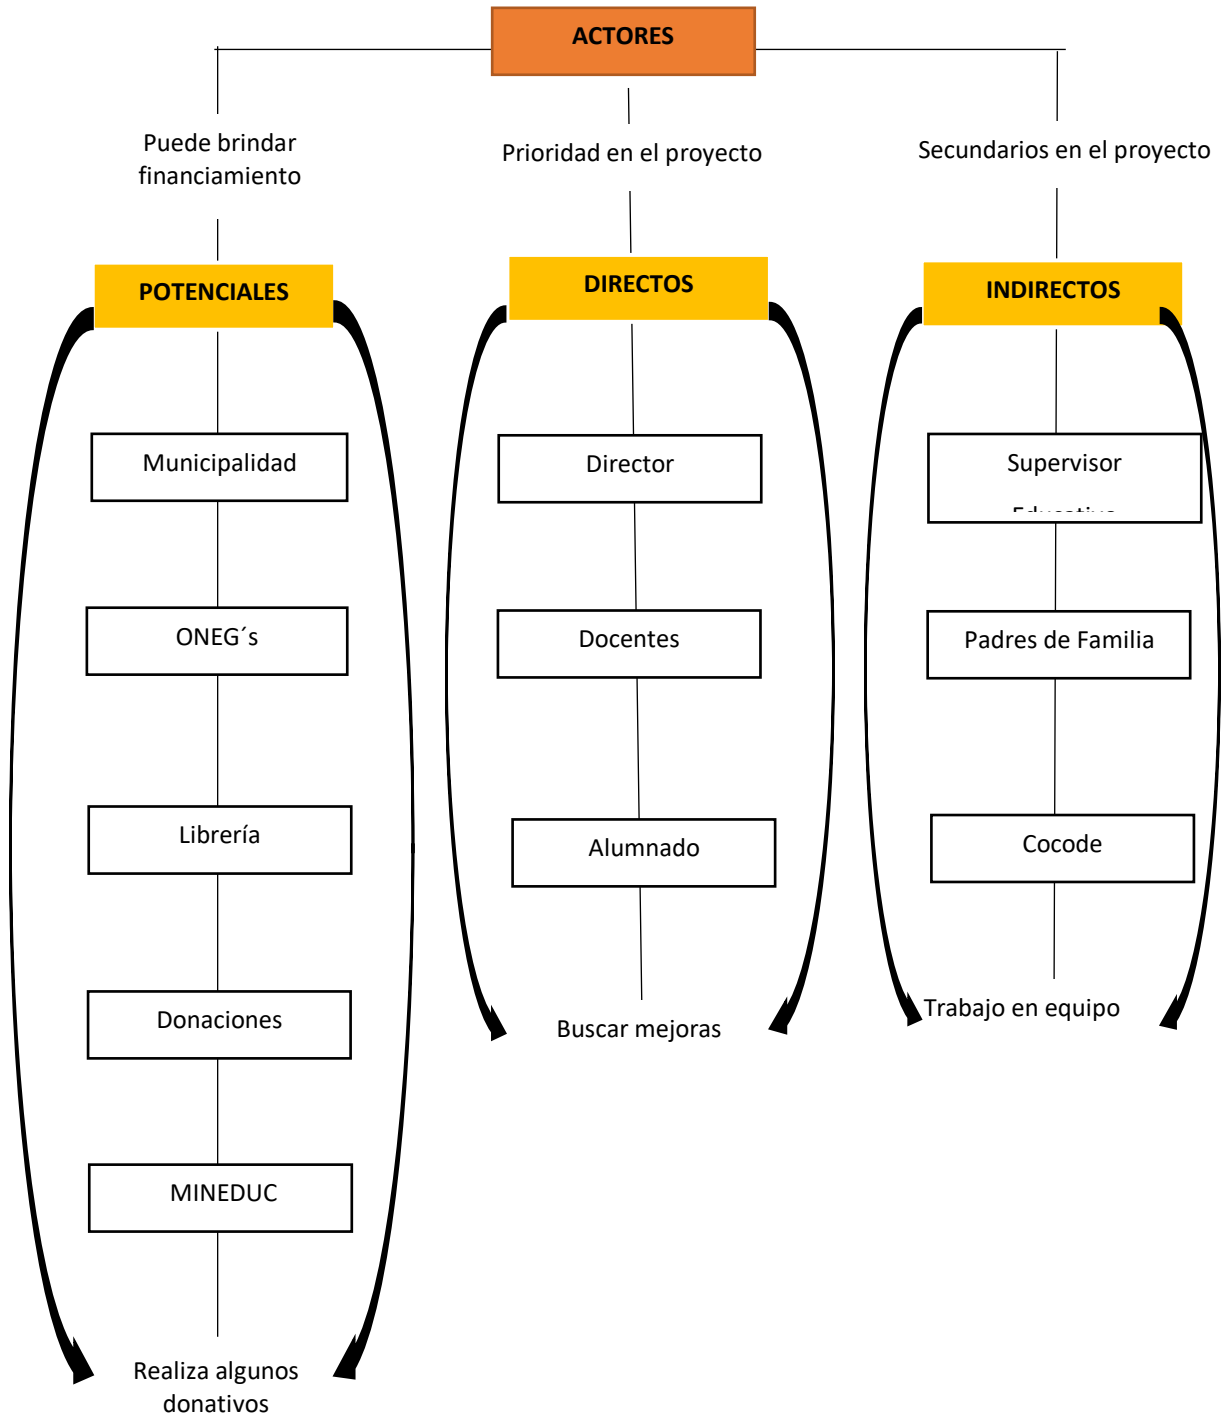 ACTORES
Puede brindar
financiamiento
Prioridad en el proyecto
Secundarios en el proyecto
POTENCIALES
DIRECTOS
INDIRECTOS
Municipalidad
Director
Supervisor
ONEG´s
Docentes
Padres de Familia
Librería
Alumnado
Cocode
Donaciones
Buscar mejoras
Trabajo en equipo
MINEDUC
Realiza algunos
donativos